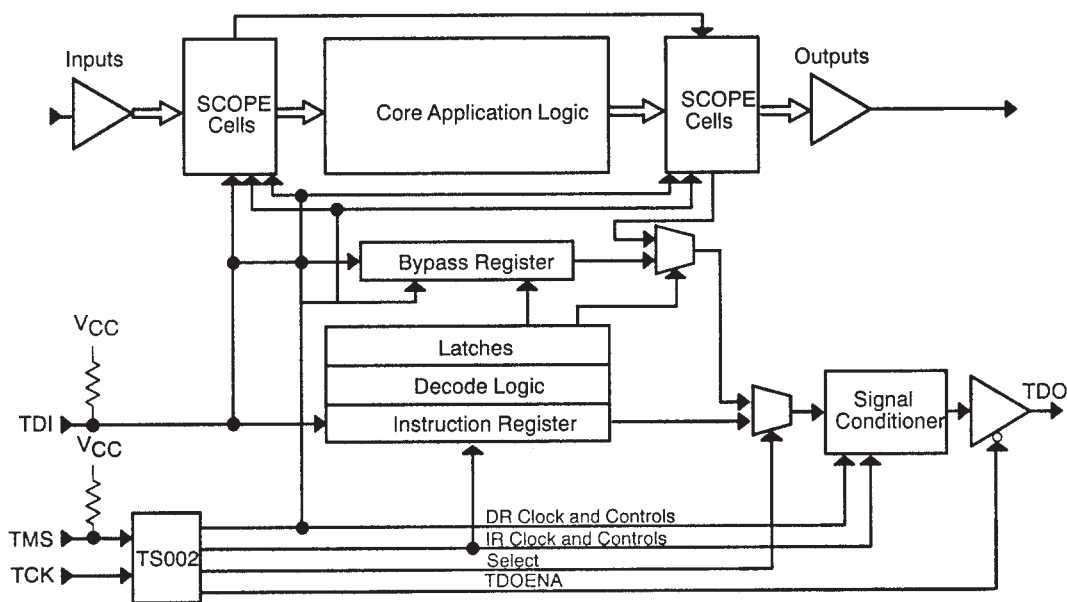 Inputs
SCOPE
Cells
Core Application Logic
SCOPE
Cells
Outputs
Bypass Register
VCC
Latches
Decode Logic
Instruction Register
TDI
VCC
Signal
Conditioner
TDO
TMS
TCK
TS002
DR Clock and Controls
IR Clock and Controls
Select
TDOENA